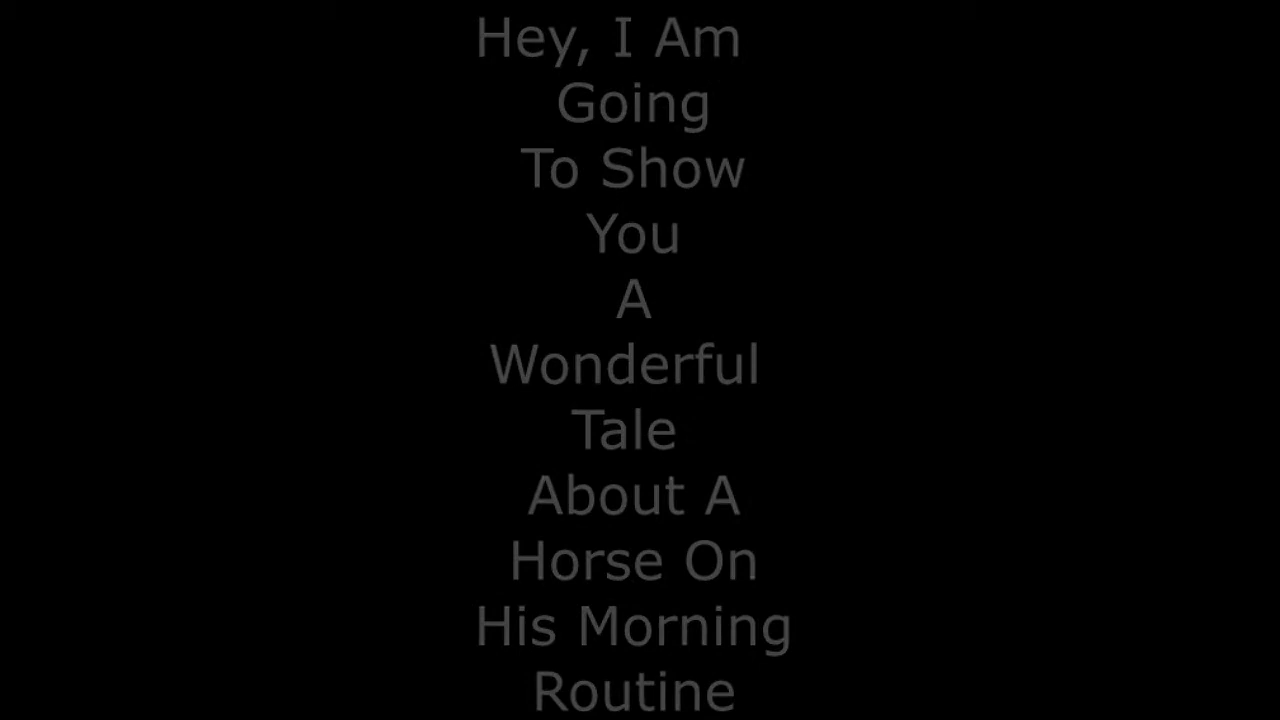 Hey, I Am
Going
To Show
You
A
Wonderful
Tale
About A
Horse On
His Morning
Routine